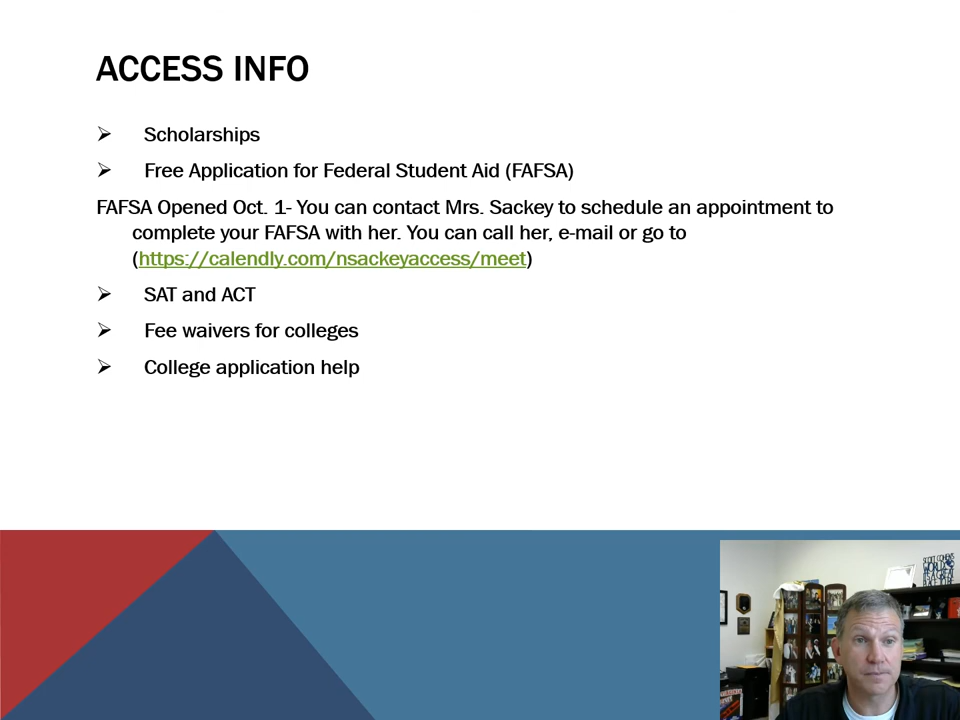 ACCESS INFO
➢ Scholarships
➢ Free Application for Federal Student Aid (FAFSA)
FAFSA Opened Oct. 1- You can contact Mrs. Sackey to schedule an appointment to
complete your FAFSA with her. You can call her, e-mail or go to
(https://calendly.com/nsackeyaccess/meet)
➢ SAT and ACT
➢ Fee waivers for colleges
➢ College application help